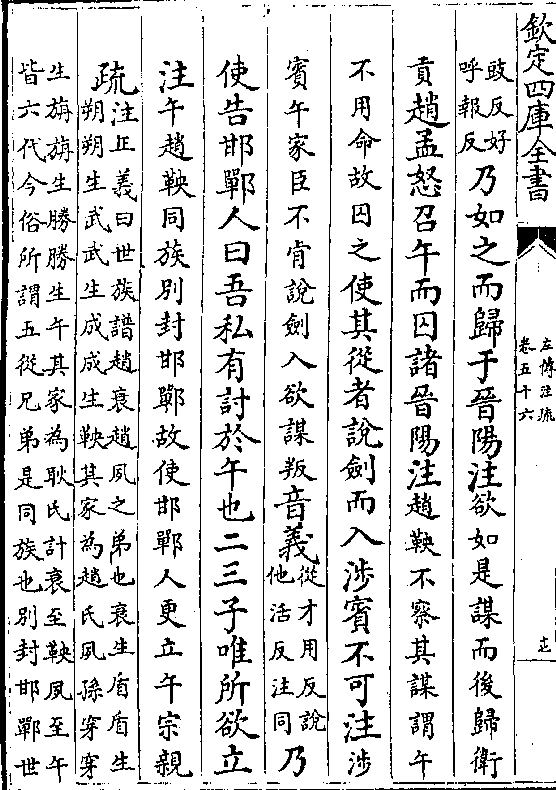 欽定四庫全書
左傳注疏
卷五十六
豉反好
呼報反
乃如之而歸于晉陽注欲如是謀而後歸衛
貢趙孟怒召午而囚諸晉陽注趙鞅不察其謀謂午
不用命故囚之使其從者說劍而入涉賓不可注涉
賓午家臣不肯說劍入欲謀叛音義
從才用反說
他活反注同
乃
使告邯鄲人曰吾私有討於午也二三子唯所欲立
注午趙鞅同族別封邯鄲故使邯鄲人更立午宗親
疏
注正義曰世族譜趙衰趙夙之弟也衰生盾盾生
朔朔生武武生成成生鞅其家為趙氏夙孫穿穿
生旃旃生勝勝生午其家為耿氏計衰至鞅夙至午
皆六代今俗所謂五從兄弟是同族也別封邯鄲世